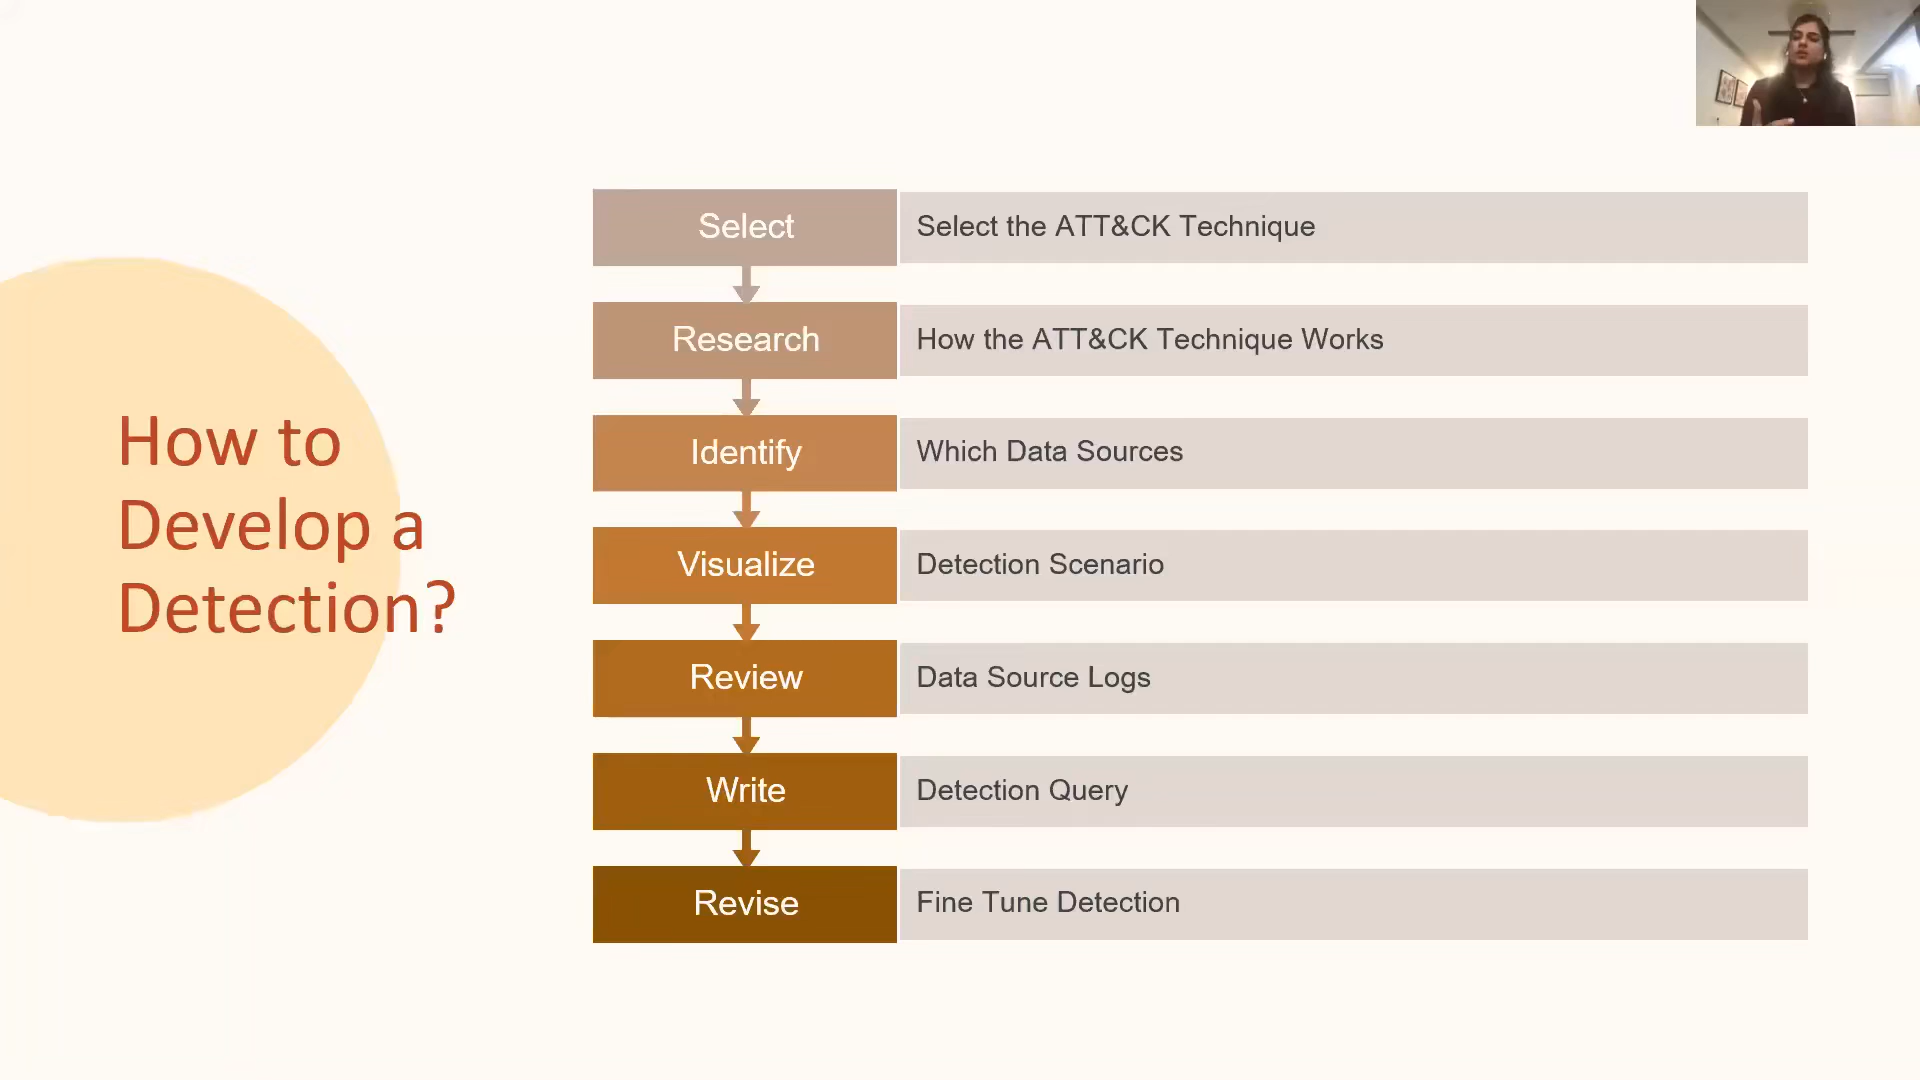 How to
Develop a
Detection?
Select
Select the ATT&CK Technique
Research
How the ATT&CK Technique Works
Identify
Which Data Sources
Visualize
Detection Scenario
Review
Data Source Logs
Write
Detection Query
Revise
Fine Tune Detection